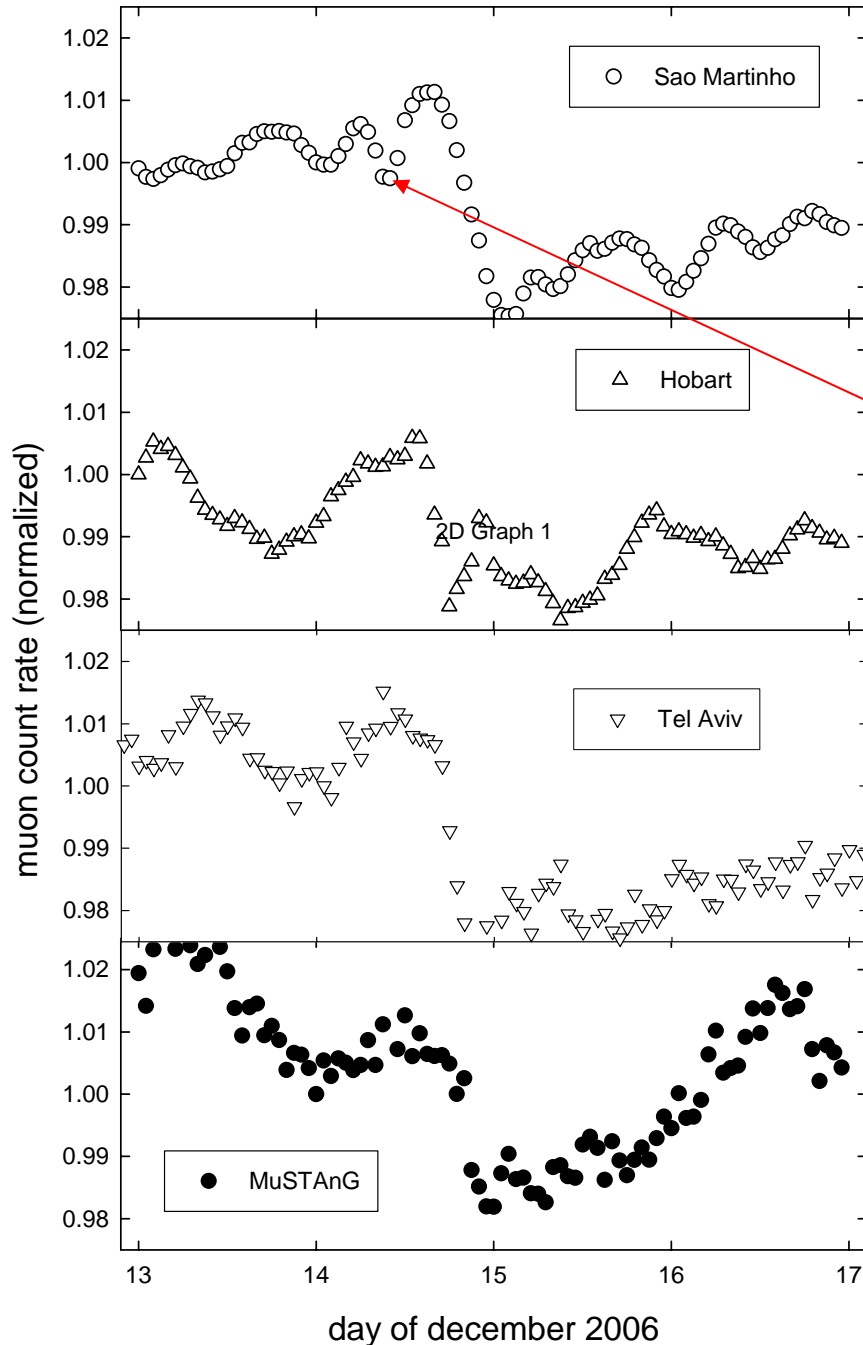 1.02
1.01
1.00
0.99
0.98
Sao Martinho
1.02
1.01
1.00
0.99
0.98
Hobart
2D Graph 1
1.02
1.01
1.00
0.99
0.98
Tel Aviv
1.02
1.01
1.00
0.99
0.98
MuSTAnG
muon count rate (normalized)
13 14 15 16 17
day of december 2006